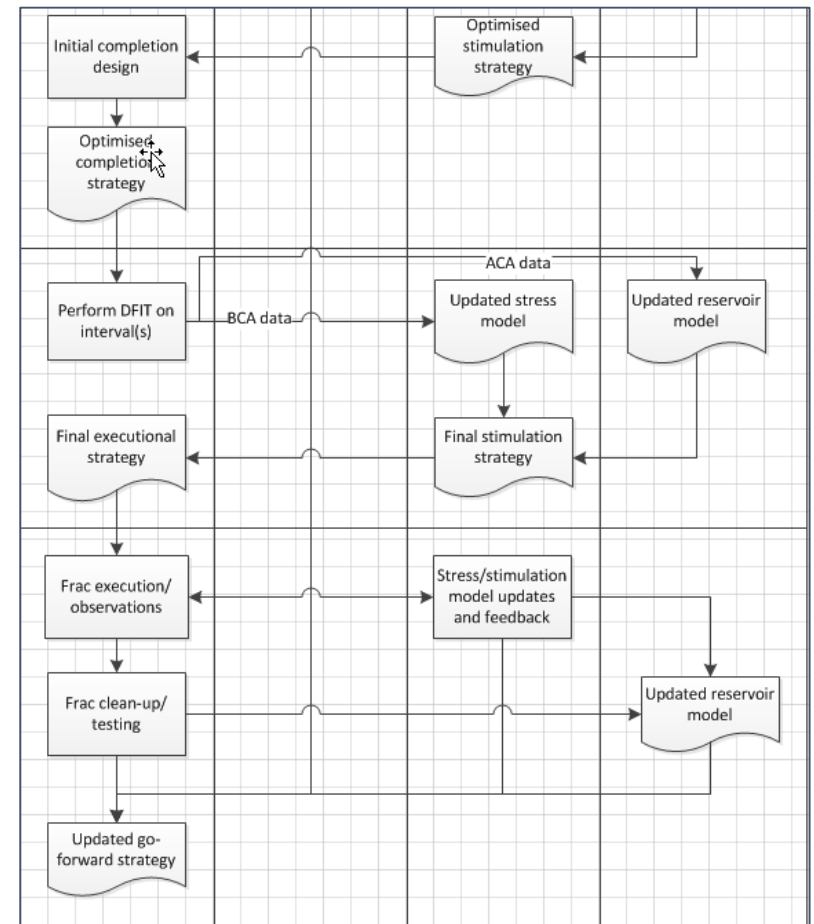 Initial completion
design
Optimised
stimulation
strategy
Optimised
completion
strategy
ACA data
Perform DFIT on
interval(s)
BCA data
Updated stress
model
Updated reservoir
model
Final executional
strategy
Final stimulation
strategy
Frac execution/
observations
Stress/stimulation
model updates
and feedback
Frac clean-up/
testing
Updated reservoir
model
Updated go-
forward strategy